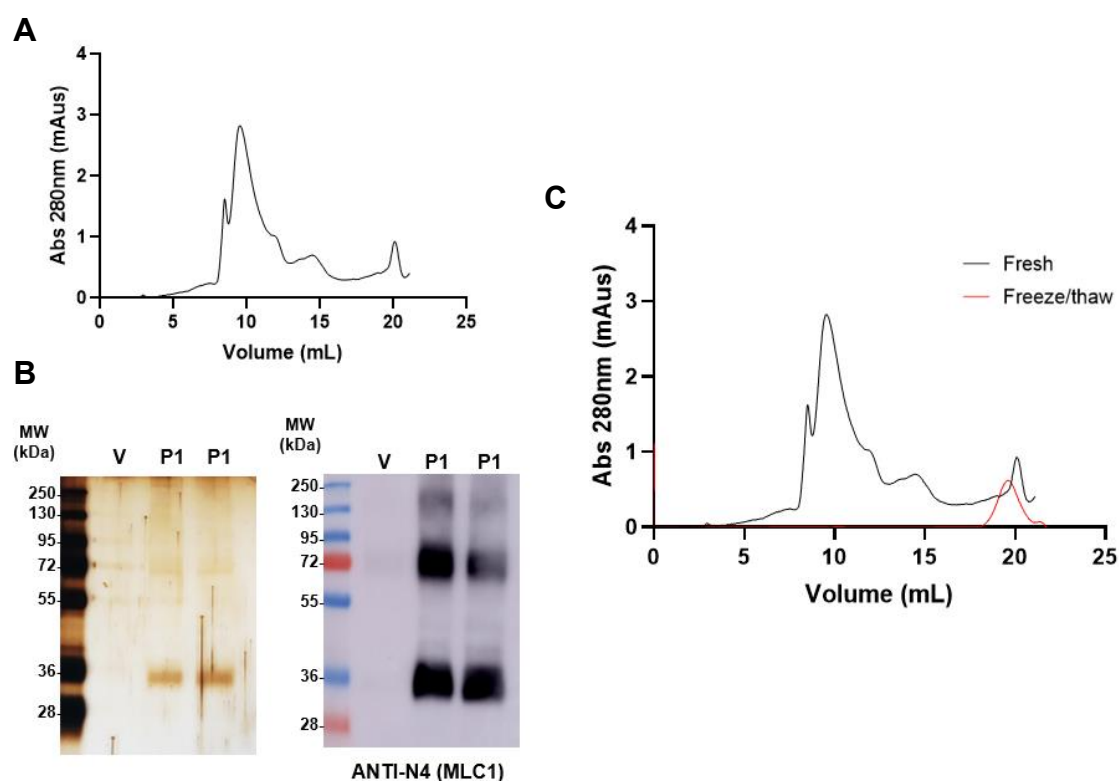 A
4
3
2
1
0
Abs 280nm (mAus)
0 5 10 15 20 25
Volume (mL)
B
MW
(kDa)
V P1 P1
250
130
95
72
55
36
28
MW
(kDa)
V P1 P1
250
130
95
72
55
36
28
ANTI-N4 (MLC1)
C
4
3
2
1
0
Abs 280nm (mAus)
Fresh
Freeze/thaw
0 5 10 15 20 25
Volume (mL)